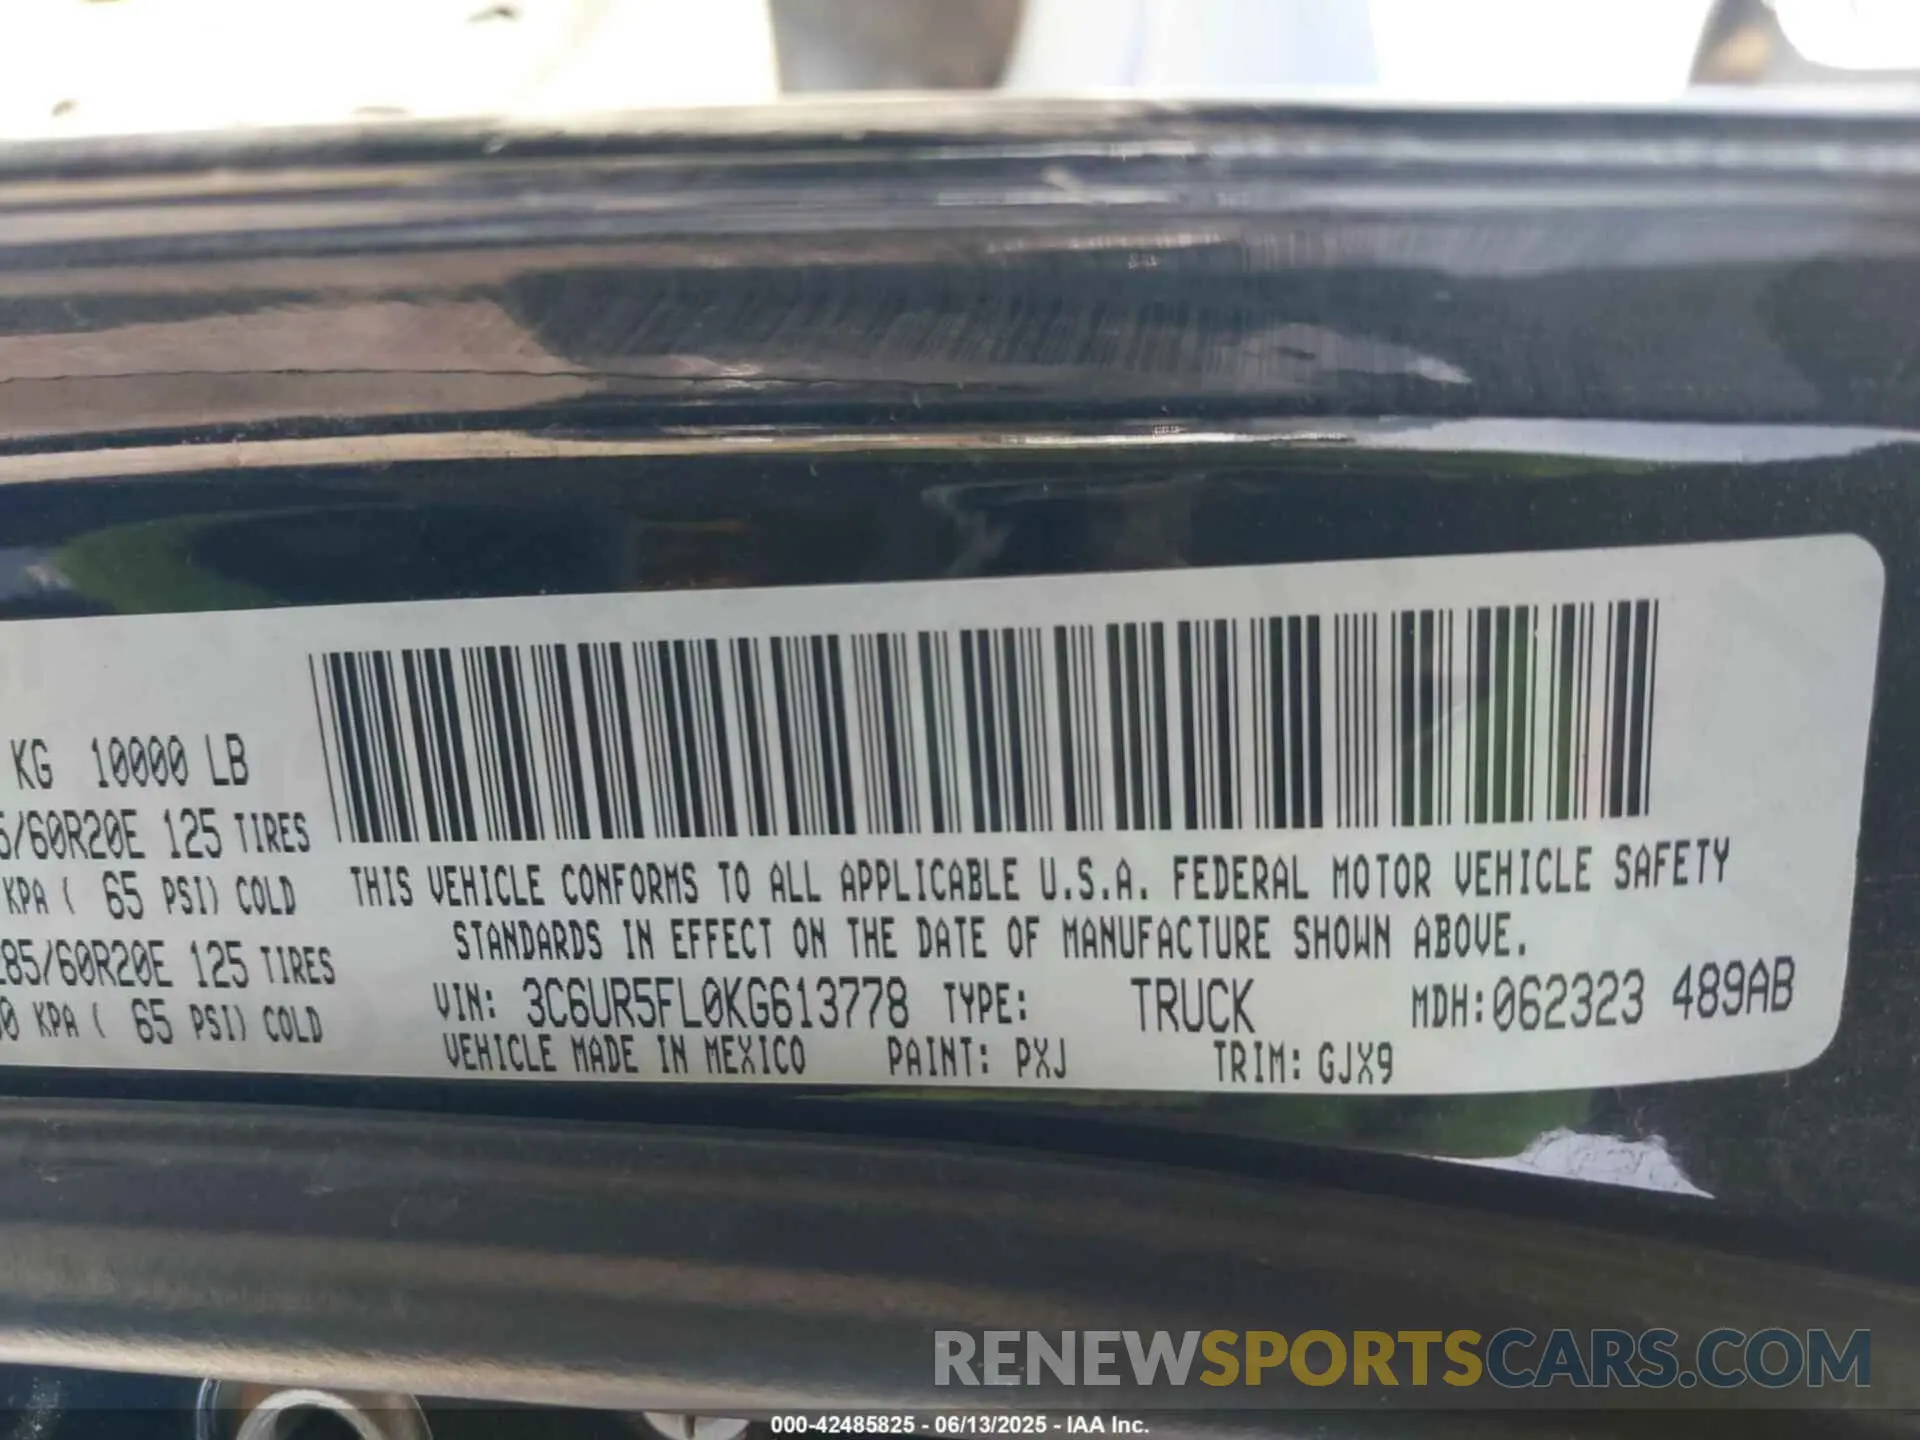 KG 10000 LB
5/60R20E 125 TIRES
KPA ( 65 PSI) COLD
285/60R20E 125 TIRES
0 KPA ( 65 PSI) COLD
THIS VEHICLE CONFORMS TO ALL APPLICABLE U.S.A. FEDERAL MOTOR VEHICLE SAFETY
STANDARDS IN EFFECT ON THE DATE OF MANUFACTURE SHOWN ABOVE.
VIN: 3C6UR5FL0KG613778 TYPE: TRUCK MDH:062323 489AB
VEHICLE MADE IN MEXICO PAINT: PXJ TRIM: GJX9
RENEWSPORTSCARS.COM
000-42485825 - 06/13/2025 - IAA Inc.